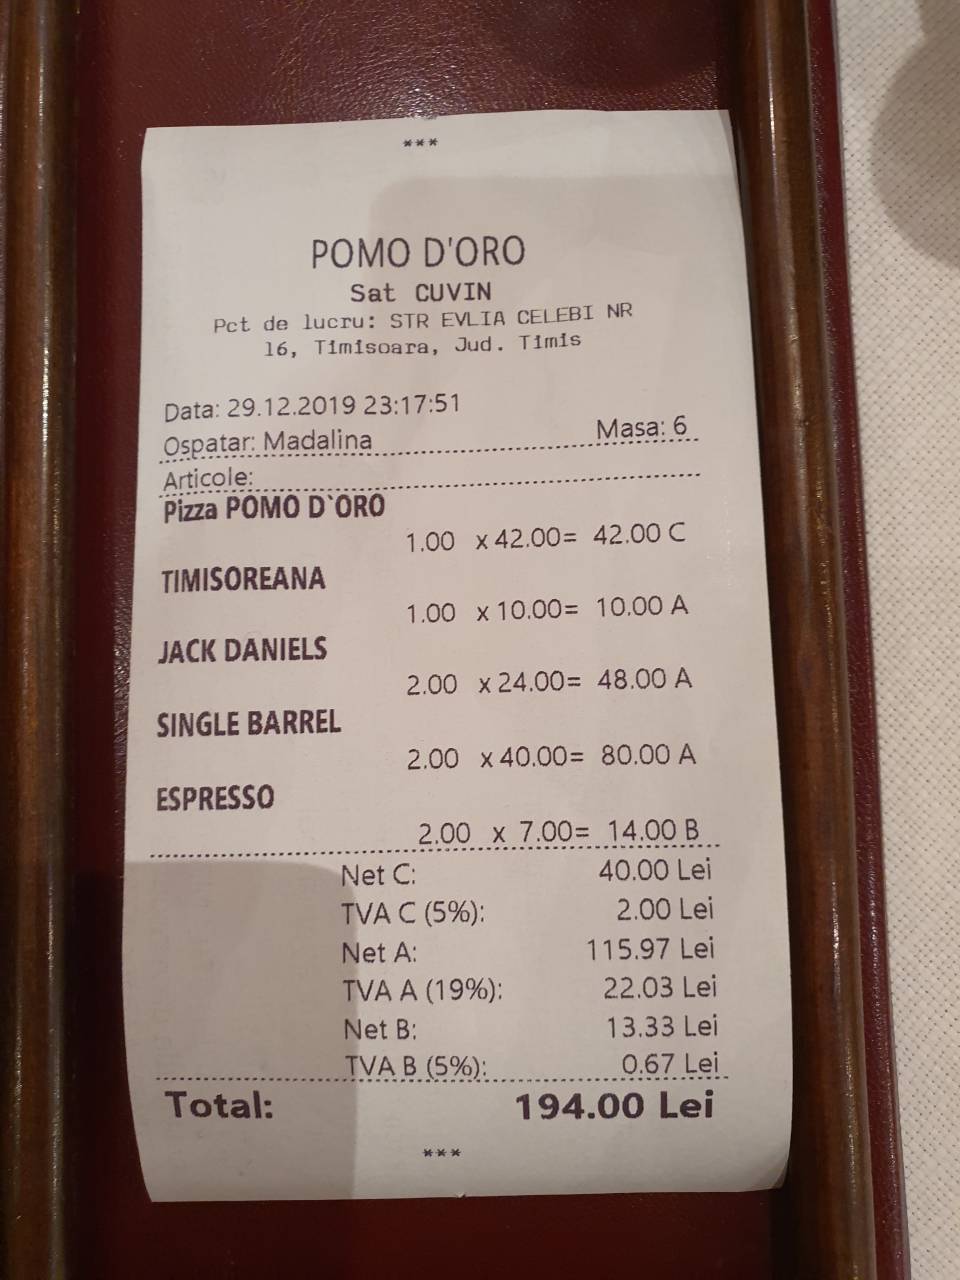 ***
POMO D'ORO
Sat CUVIN
Pct de lucru: STR EVLIA CELEBI NR
16, Timisoara, Jud. Timis
Data: 29.12.2019 23:17:51
Ospatar: Madalina Masa: 6
Articole:
Pizza POMO D`ORO
1.00 x 42.00= 42.00 C
TIMISOREANA
1.00 x 10.00= 10.00 A
JACK DANIELS
2.00 x 24.00= 48.00 A
SINGLE BARREL
2.00 x 40.00= 80.00 A
ESPRESSO
2.00 x 7.00= 14.00 B
Net C: 40.00 Lei
TVA C (5%): 2.00 Lei
Net A: 115.97 Lei
TVA A (19%): 22.03 Lei
Net B: 13.33 Lei
TVA B (5%): 0.67 Lei
Total: 194.00 Lei
***